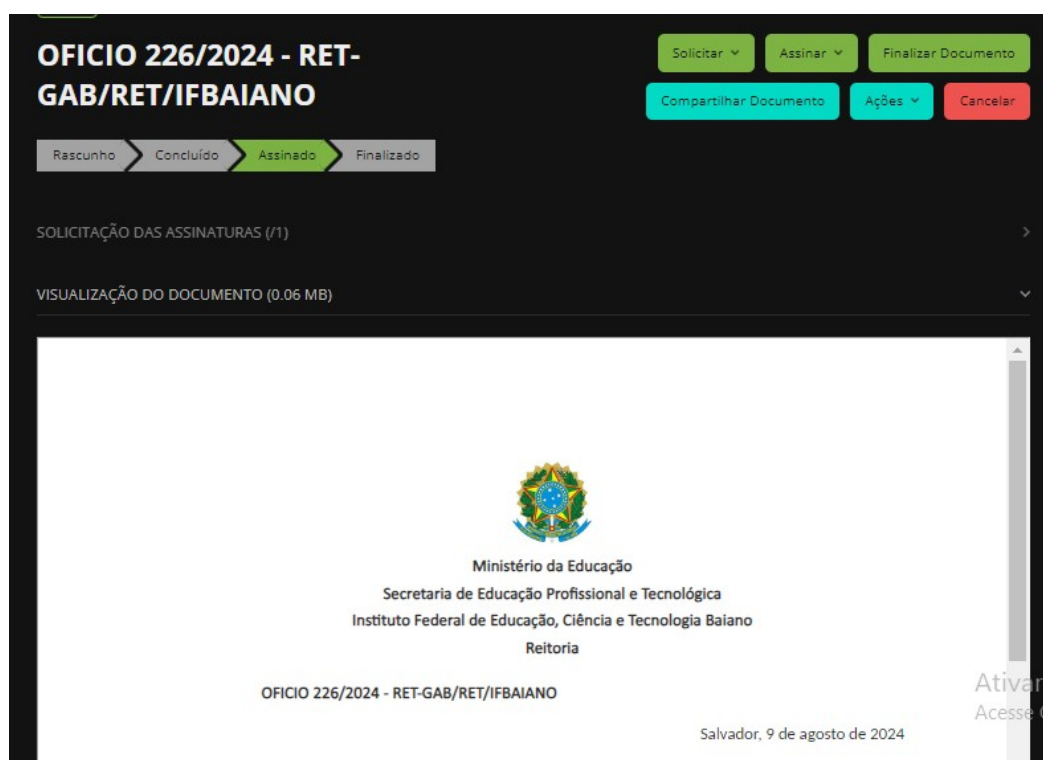 OFICIO 226/2024 - RET-
GAB/RET/IFBAIANO
Solicitar
Assinar
Finalizar Documento
Compartilhar Documento
Ações
Cancelar
Rascunho
Concluído
Assinado
Finalizado
SOLICITAÇÃO DAS ASSINATURAS (/1)
VISUALIZAÇÃO DO DOCUMENTO (0.06 MB)
Ministério da Educação
Secretaria de Educação Profissional e Tecnológica
Instituto Federal de Educação, Ciência e Tecnologia Baiano
Reitoria
OFICIO 226/2024 - RET-GAB/RET/IFBAIANO
Ativar
Acesse
Salvador, 9 de agosto de 2024